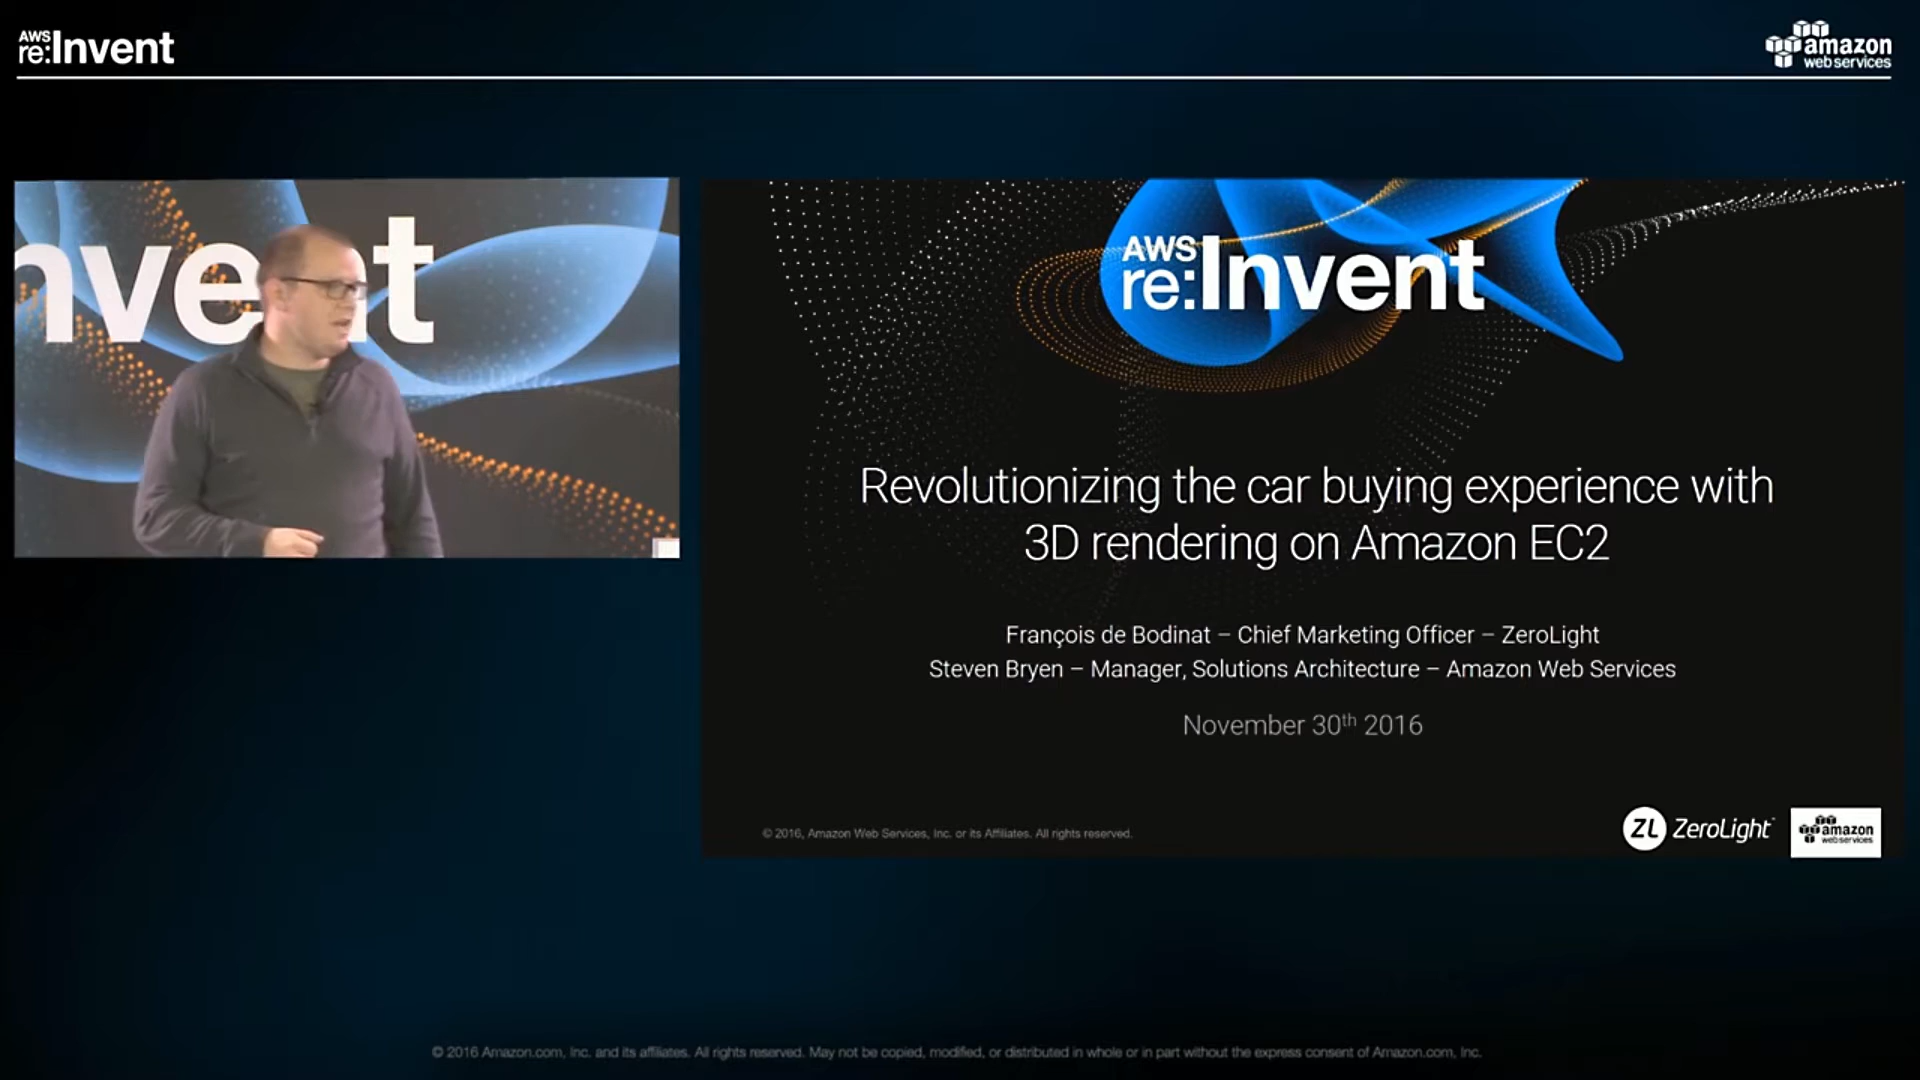 AWS
re:Invent
amazon
web services
nvent
AWS
re:Invent
Revolutionizing the car buying experience with
3D rendering on Amazon EC2
François de Bodinat – Chief Marketing Officer – ZeroLight
Steven Bryen – Manager, Solutions Architecture – Amazon Web Services
November 30th 2016
© 2016, Amazon Web Services, Inc. or its Affiliates. All rights reserved.
ZL ZeroLight
amazon
web services
© 2016 Amazon.com, Inc. and its affiliates. All rights reserved. May not be copied, modified, or distributed in whole or in part without the express consent of Amazon.com, Inc.